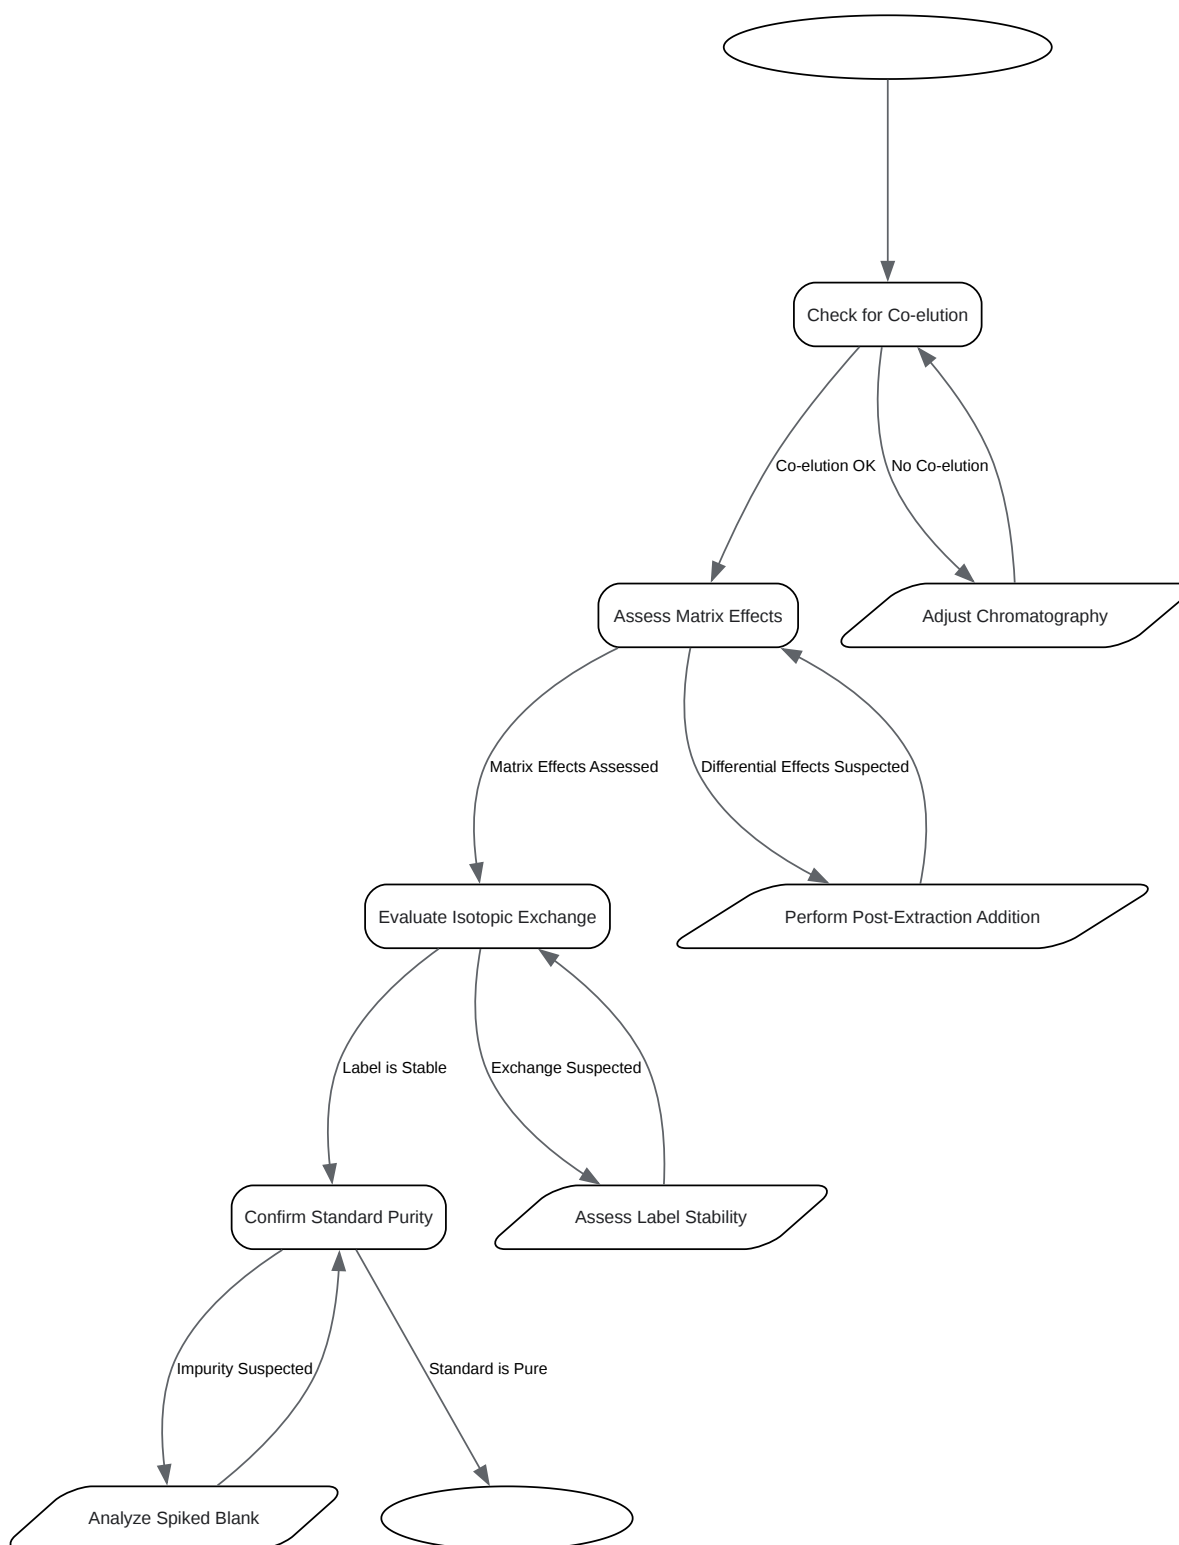 Check for Co-elution
Co-elution OK
No Co-elution
Assess Matrix Effects
Adjust Chromatography
Matrix Effects Assessed
Differential Effects Suspected
Evaluate Isotopic Exchange
Perform Post-Extraction Addition
Label is Stable
Exchange Suspected
Confirm Standard Purity
Assess Label Stability
Impurity Suspected
Standard is Pure
Analyze Spiked Blank